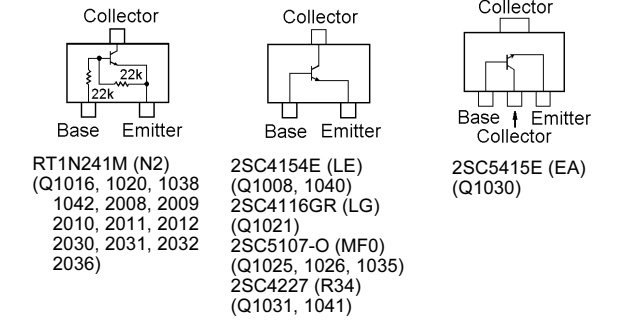 Collector
22k
22k
Base Emitter
RT1N241M (N2)
(Q1016, 1020, 1038
1042, 2008, 2009
2010, 2011, 2012
2030, 2031, 2032
2036)
Collector
Base Emitter
2SC4154E (LE)
(Q1008, 1040)
2SC4116GR (LG)
(Q1021)
2SC5107-O (MF0)
(Q1025, 1026, 1035)
2SC4227 (R34)
(Q1031, 1041)
Collector
Base Emitter
Collector
2SC5415E (EA)
(Q1030)